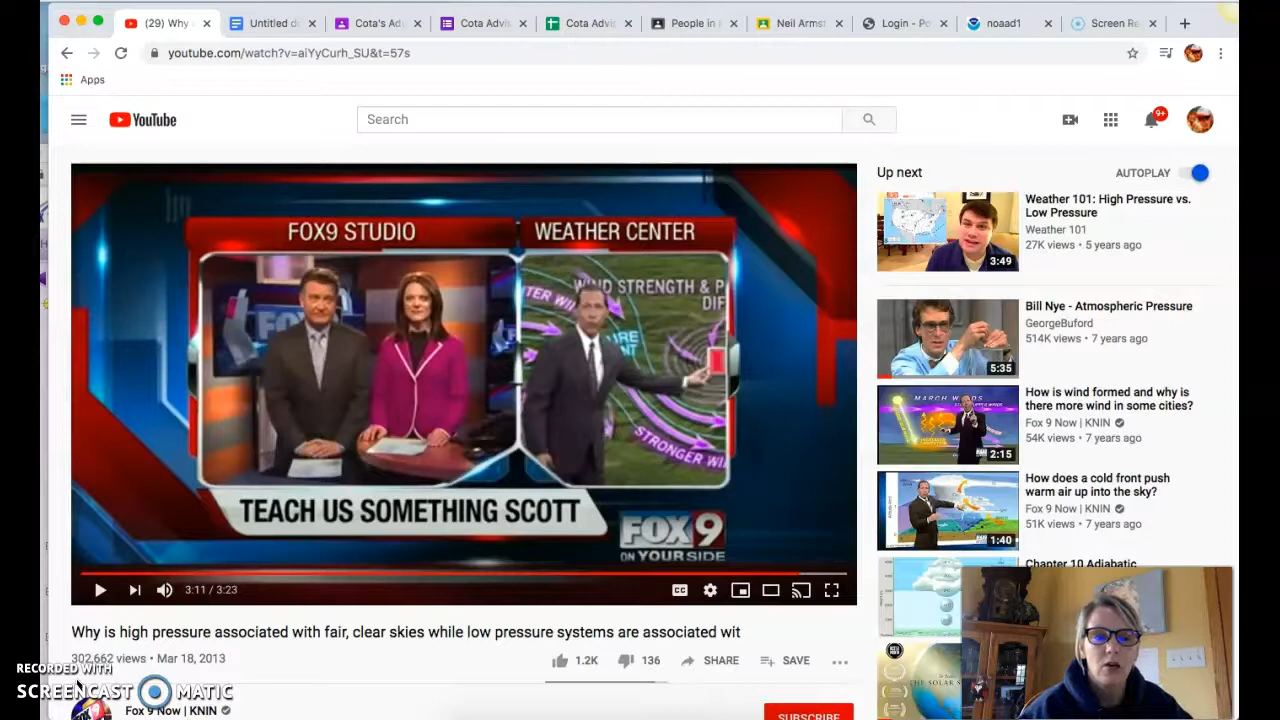 (29) Why
Untitled d
Cota's Ad
Cota Advis
Cota Advis
People in
Neil Armst
Login - P
noaad1
Screen Re
youtube.com/watch?v=aIYyCurh_SU&t=57s
Apps
YouTube
Search
9+
FOX9 STUDIO
WEATHER CENTER
WIND STRENGTH & P
DIF
STRONGER WI
TEACH US SOMETHING SCOTT
FOX 9
ON YOUR SIDE
3:11 / 3:23
Why is high pressure associated with fair, clear skies while low pressure systems are associated wit
302,662 views • Mar 18, 2013
1.2K
136
SHARE
SAVE
RECORDED WITH
SCREENCAST MATIC
Fox 9 Now | KNIN
SUBSCRIBE
Up next
AUTOPLAY
Weather 101: High Pressure vs.
Low Pressure
Weather 101
27K views • 5 years ago
3:49
Bill Nye - Atmospheric Pressure
GeorgeBuford
514K views • 7 years ago
5:35
How is wind formed and why is
there more wind in some cities?
Fox 9 Now | KNIN
54K views • 7 years ago
MARCH WINDS
2:15
How does a cold front push
warm air up into the sky?
Fox 9 Now | KNIN
51K views • 7 years ago
1:40
Chapter 10 Adiabatic
THE SOLAR S